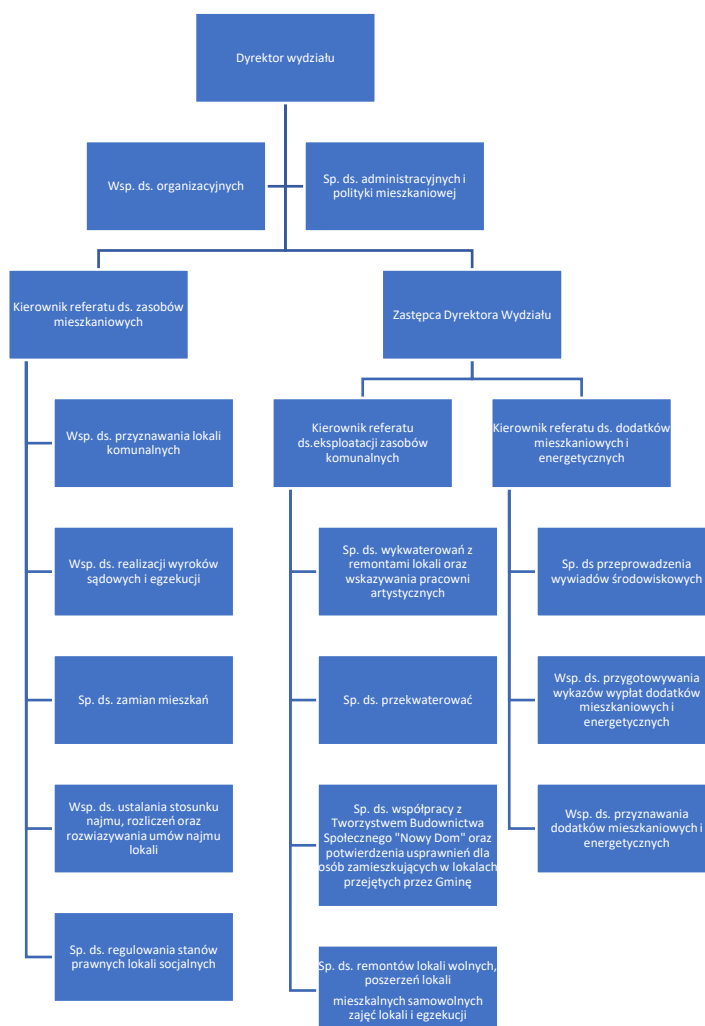 Dyrektor wydziału
Wsp. ds. organizacyjnych
Sp. ds. administracyjnych i
polityki mieszkaniowej
Kierownik referatu ds. zasobów
mieszkaniowych
Zastępca Dyrektora Wydziału
Wsp. ds. przyznawania lokali
komunalnych
Wsp. ds. realizacji wyroków
sądowych i egzekucji
Sp. ds. zamian mieszkań
Wsp. ds. ustalania stosunku
najmu, rozliczeń oraz
rozwiazywania umów najmu
lokali
Sp. ds. regulowania stanów
prawnych lokali socjalnych
Kierownik referatu
ds.eksploatacji zasobów
komunalnych
Sp. ds. wykwaterowań z
remontami lokali oraz
wskazywania pracowni
artystycznych
Sp. ds. przekwaterować
Sp. ds. współpracy z
Tworzystwem Budownictwa
Społecznego "Nowy Dom" oraz
potwierdzenia usprawnień dla
osób zamieszkujących w lokalach
przejętych przez Gminę
Sp. ds. remontów lokali wolnych,
poszerzeń lokali
mieszkalnych samowolnych
zajęć lokali i egzekucji
Kierownik referatu ds. dodatków
mieszkaniowych i
energetycznych
Sp. ds przeprowadzenia
wywiadów środowiskowych
Wsp. ds. przygotowywania
wykazów wypłat dodatków
mieszkaniowych i
energetycznych
Wsp. ds. przyznawania
dodatków mieszkaniowych i
energetycznych